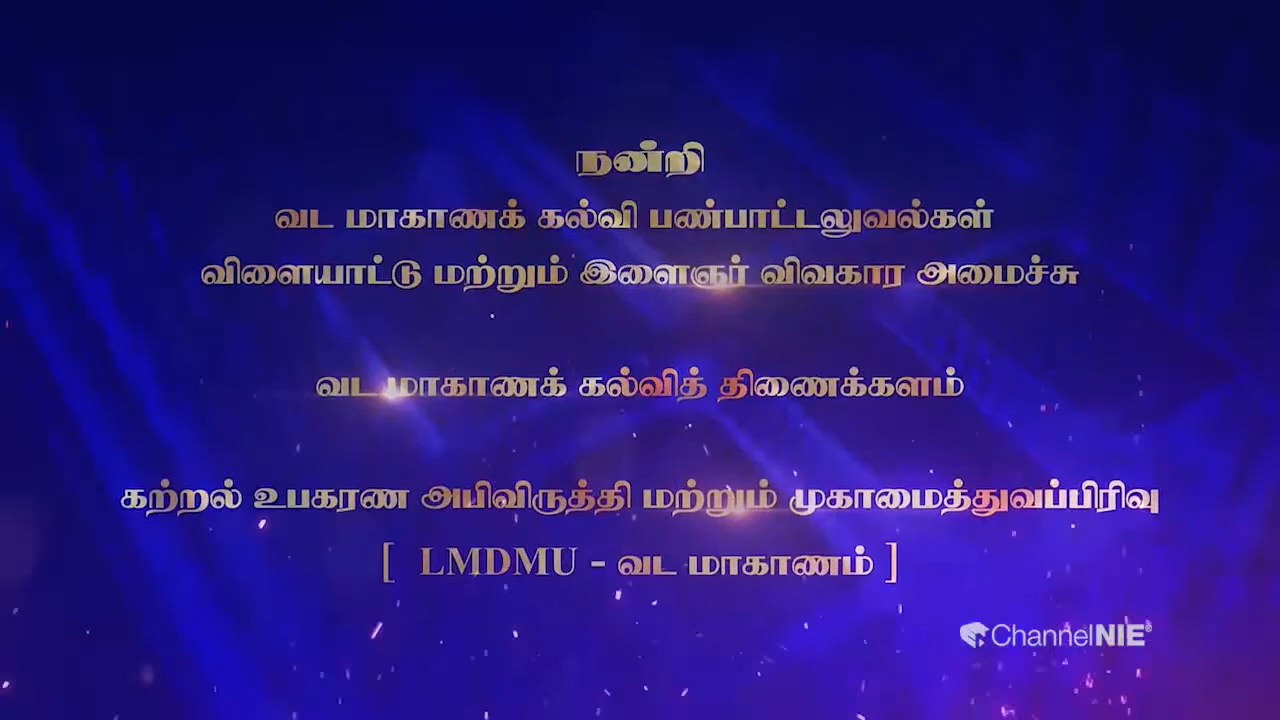 நன்றி
வட மாகாணக் கல்வி பண்பாட்டலுவல்கள்
விளையாட்டு மற்றும் இளைஞர் விவகார அமைச்சு
வட மாகாணக் கல்வித் திணைக்களம்
கற்றல் உபகரண அபிவிருத்தி மற்றும் முகாமைத்துவப்பிரிவு
[ LMDMU - வட மாகாணம் ]
ChannelNIE®